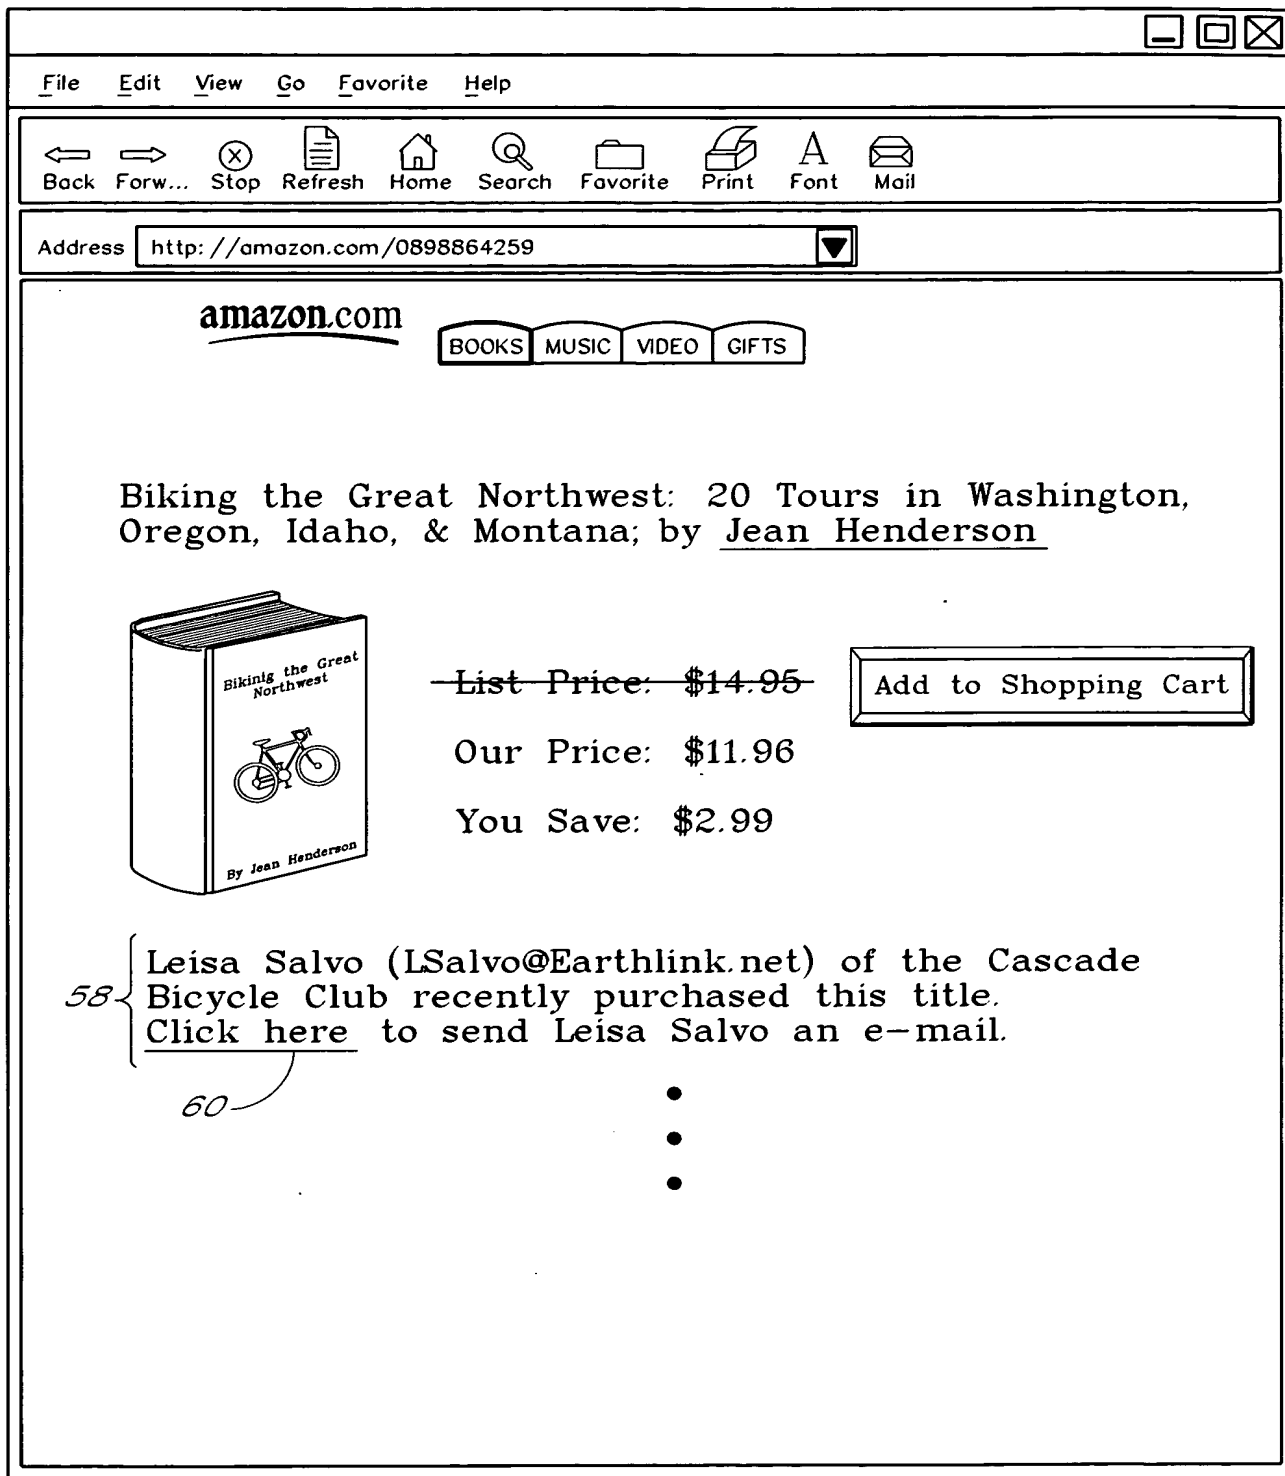 File Edit View Go Favorite Help
Back Forw... Stop Refresh Home Search Favorite Print Font Mail
Address http://amazon.com/0898864259
amazon.com
BOOKS MUSIC VIDEO GIFTS
Biking the Great Northwest: 20 Tours in Washington,
Oregon, Idaho, & Montana; by Jean Henderson
Bikinig the Great
Northwest
By Jean Henderson
List Price: $14.95
Add to Shopping Cart
Our Price: $11.96
You Save: $2.99
58
Leisa Salvo (LSalvo@Earthlink.net) of the Cascade
Bicycle Club recently purchased this title.
Click here to send Leisa Salvo an e-mail.
60